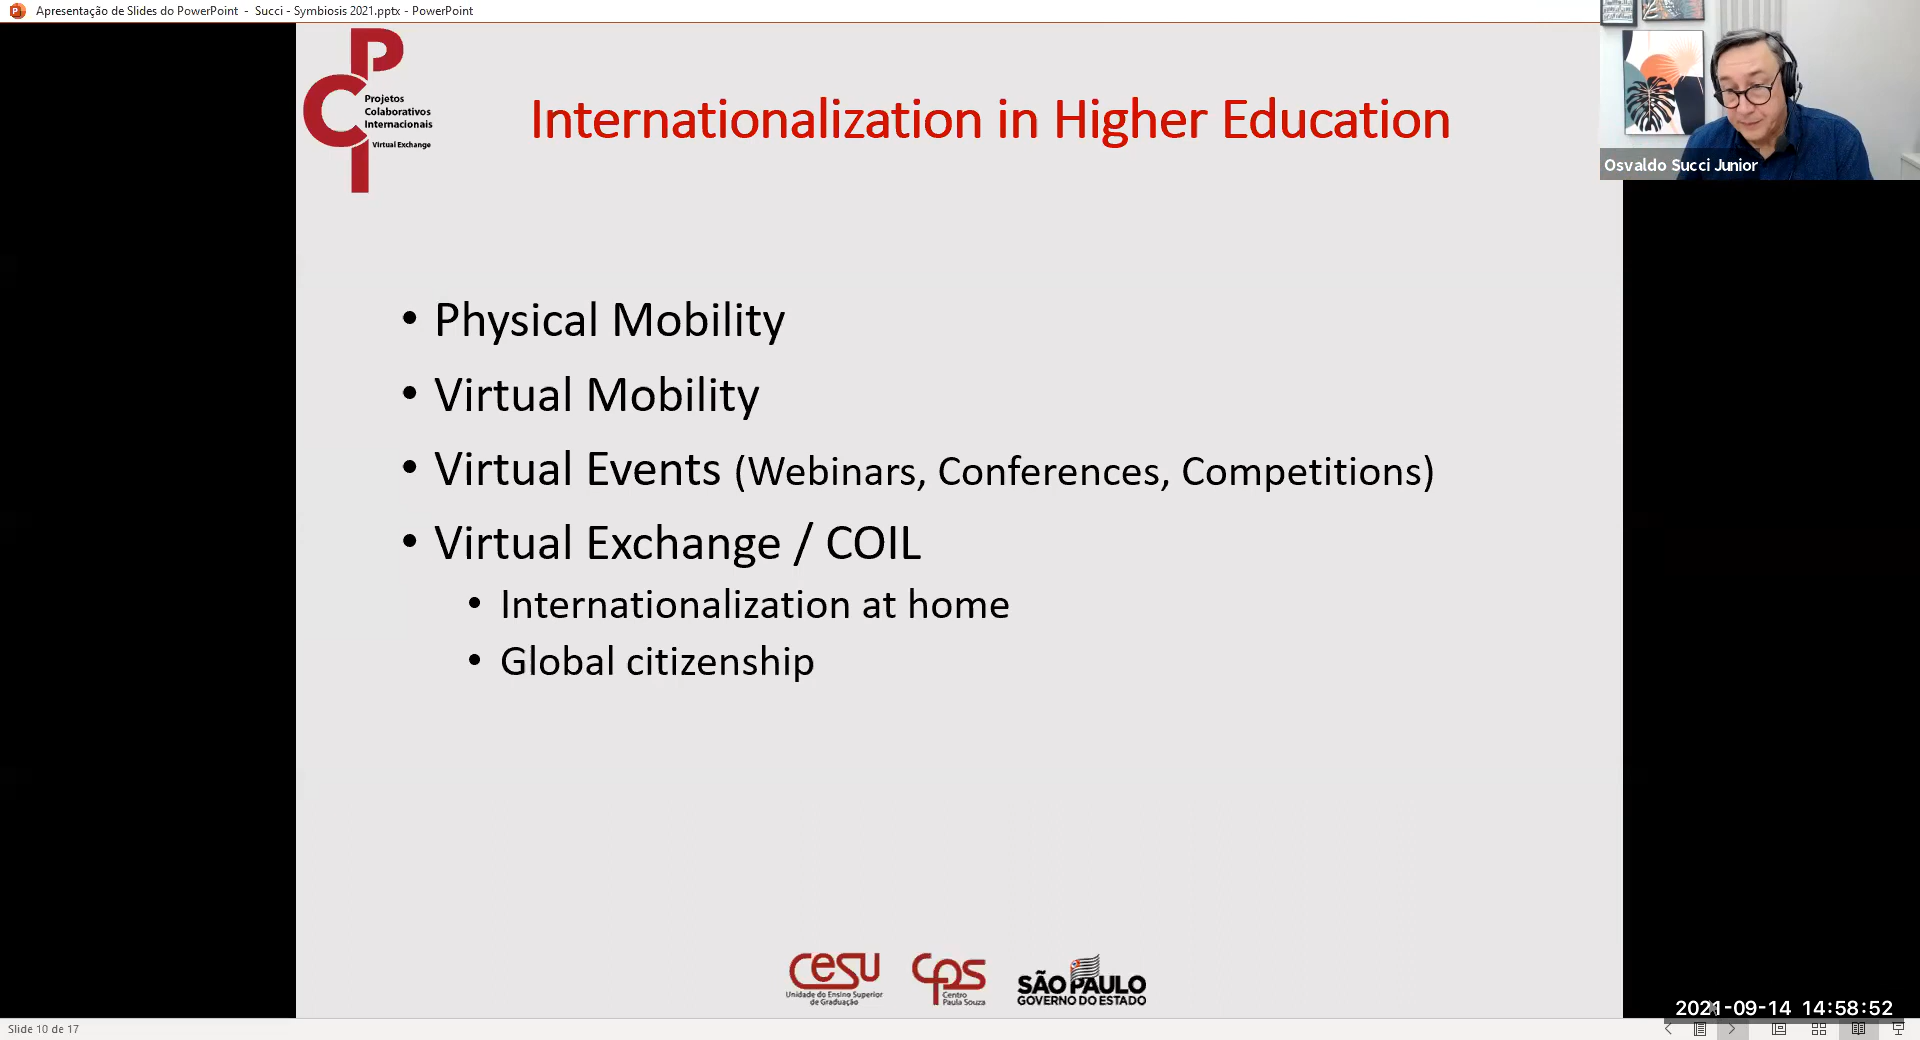 Apresentação de Slides do PowerPoint - Succi - Symbiosis 2021.pptx - PowerPoint
PCI
Projetos
Colaborativos
Internacionais
Virtual Exchange
Internationalization in Higher Education
Osvaldo Succi Junior
• Physical Mobility
• Virtual Mobility
• Virtual Events (Webinars, Conferences, Competitions)
• Virtual Exchange / COIL
• Internationalization at home
• Global citizenship
cesu
Unidade do Ensino Superior
de Graduação
cps
Centro
Paula Souza
SÃO PAULO
GOVERNO DO ESTADO
2021-09-14 14:58:52
Slide 10 de 17